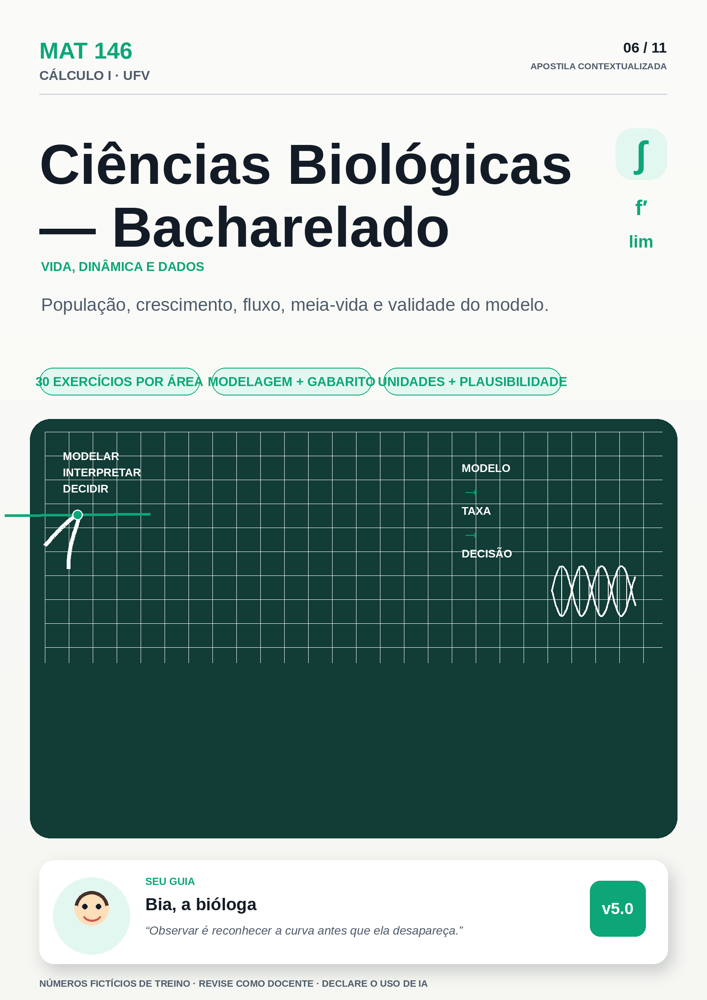 MAT 146
CÁLCULO I · UFV
06 / 11
APOSTILA CONTEXTUALIZADA
Ciências Biológicas
— Bacharelado
∫
f′
lim
VIDA, DINÂMICA E DADOS
População, crescimento, fluxo, meia-vida e validade do modelo.
30 EXERCÍCIOS POR ÁREA
MODELAGEM + GABARITO
UNIDADES + PLAUSIBILIDADE
MODELAR
INTERPRETAR
DECIDIR
MODELO
→
TAXA
→
DECISÃO
SEU GUIA
Bia, a bióloga
“Observar é reconhecer a curva antes que ela desapareça.”
v5.0
NÚMEROS FICTÍCIOS DE TREINO · REVISE COMO DOCENTE · DECLARE O USO DE IA